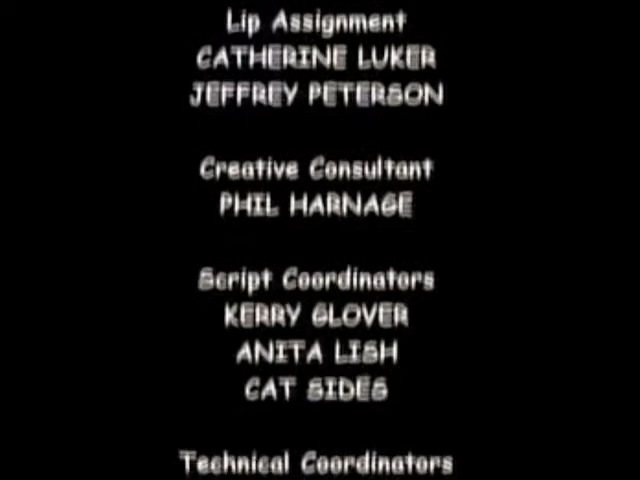 Lip Assignment
CATHERINE LUKER
JEFFREY PETERSON
Creative Consultant
PHIL HARNAGE
Script Coordinators
KERRY GLOVER
ANITA LISH
CAT SIDES
Technical Coordinators